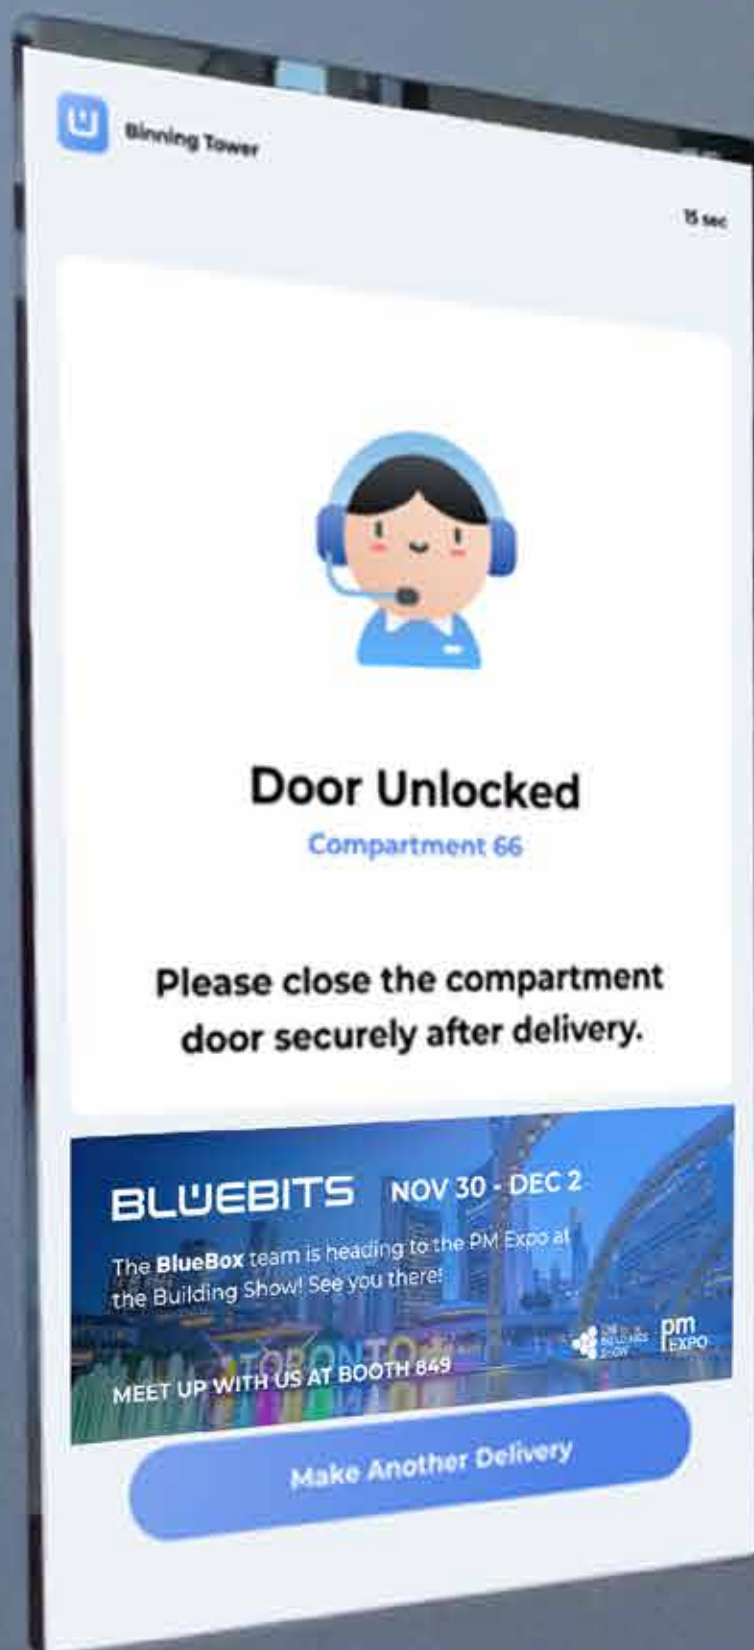 Binning Tower
15 sec
Door Unlocked
Compartment 66
Please close the compartment
door securely after delivery.
BLUEBITS NOV 30 - DEC 2
The BlueBox team is heading to the PM Expo at
the Building Show! See you there!
TORONTO
MEET UP WITH US AT BOOTH 849
pm
EXPO
Make Another Delivery